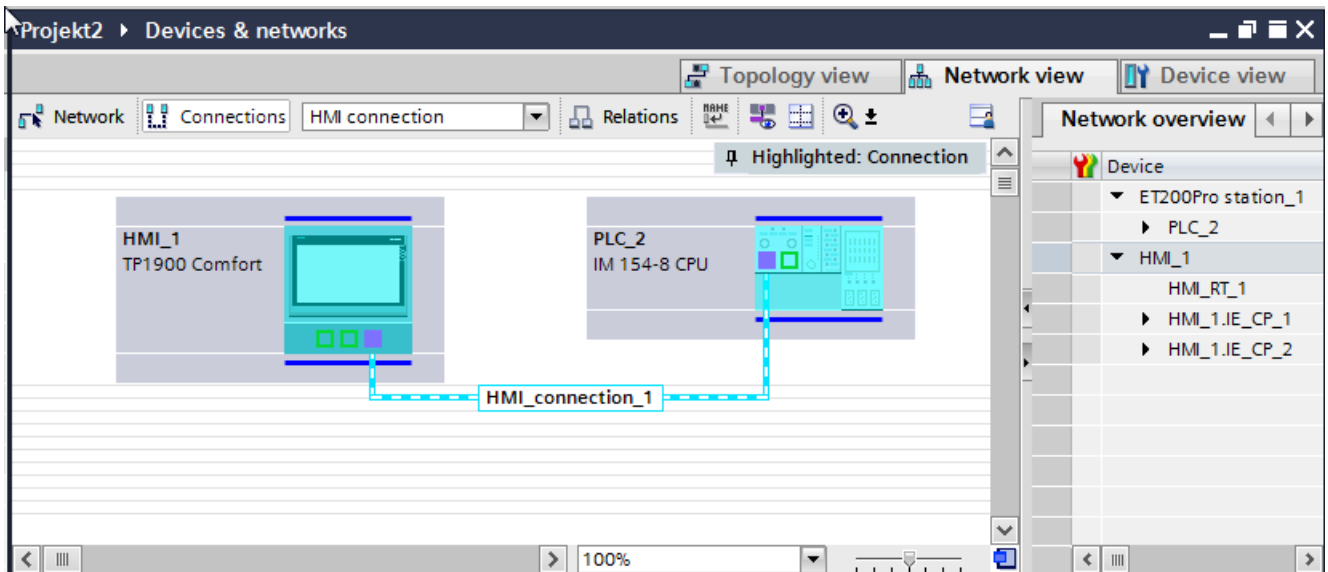 Projekt2 ▸ Devices & networks
Topology view Network view Device view
Network Connections HMI connection Relations Network overview
Highlighted: Connection
Device
ET200Pro station_1
PLC_2
HMI_1
HMI_RT_1
HMI_1.IE_CP_1
HMI_1.IE_CP_2
HMI_1
TP1900 Comfort
PLC_2
IM 154-8 CPU
HMI_connection_1
100%